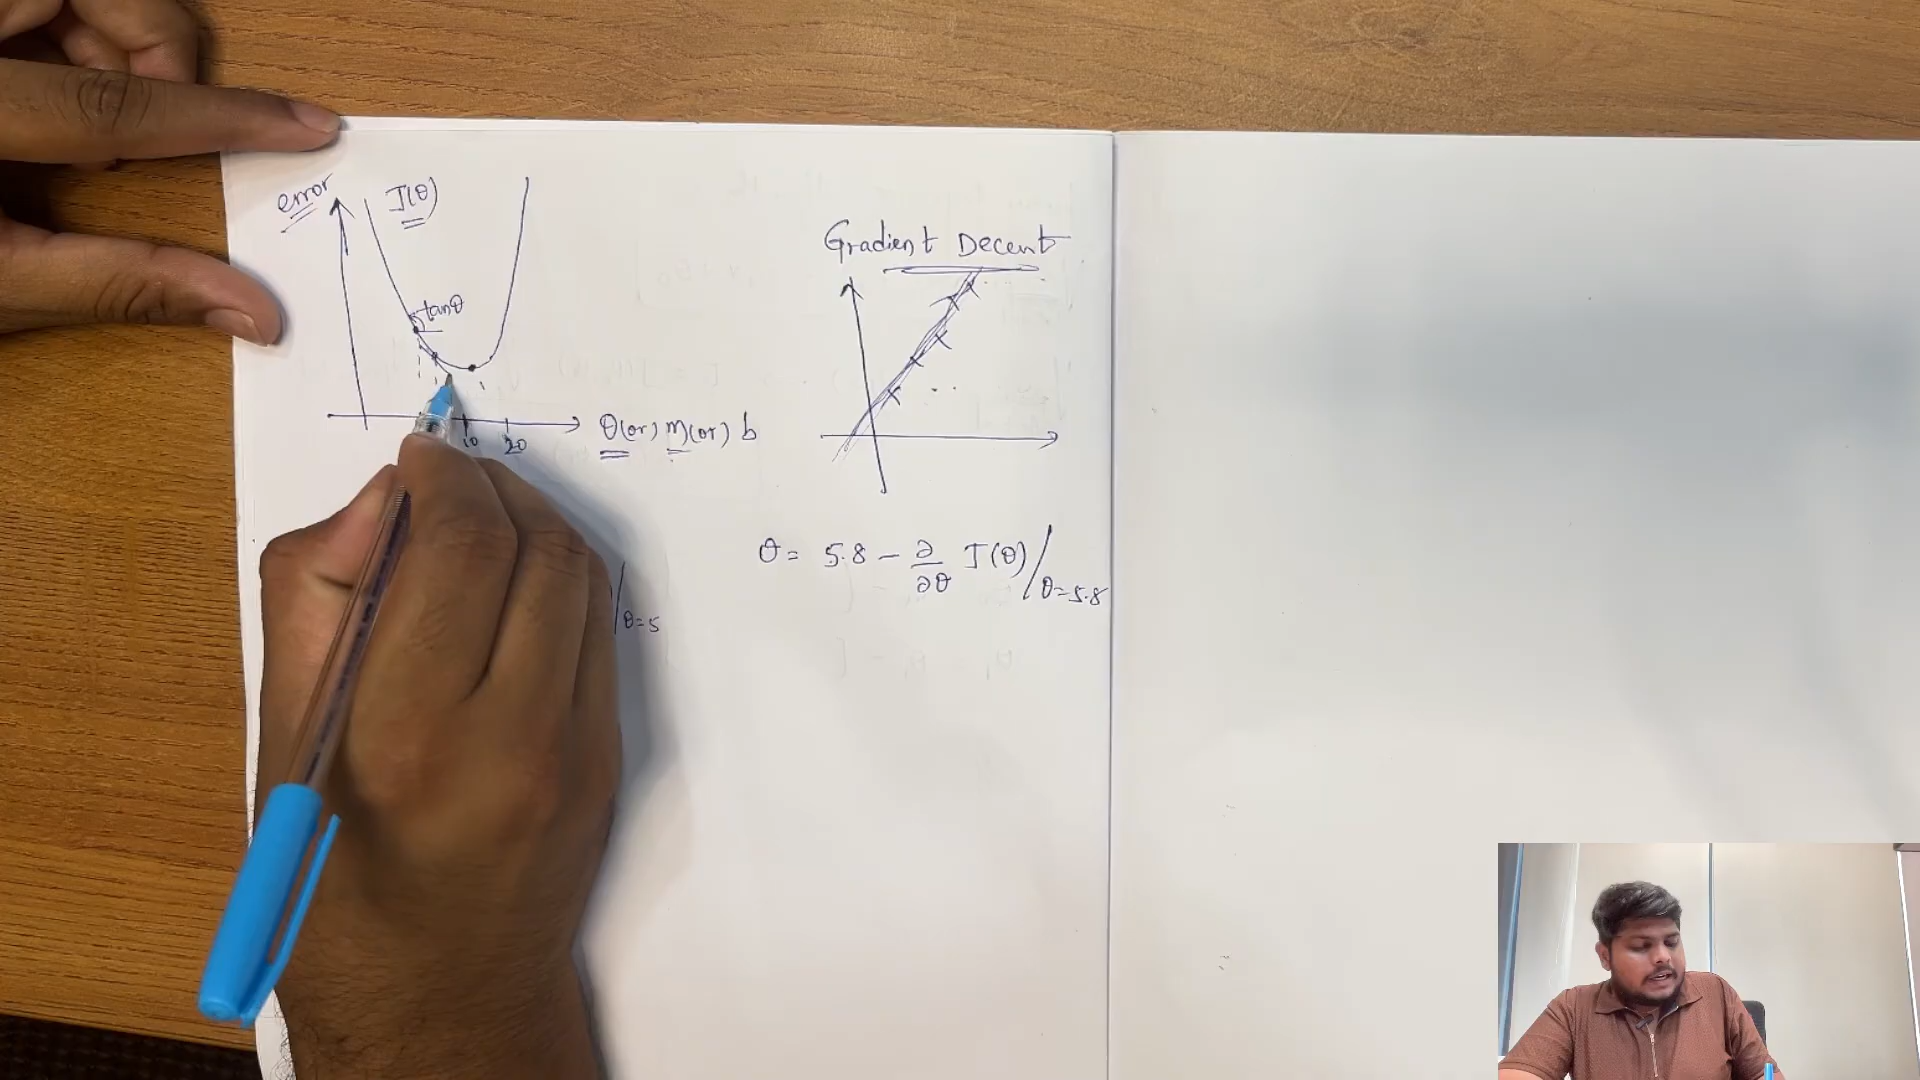 error
J(θ)
tanθ
10
20
θ(or) m(or) b
/θ=5
Gradient Decent
θ = 5.8 - ∂/∂θ J(θ)/θ=5.8